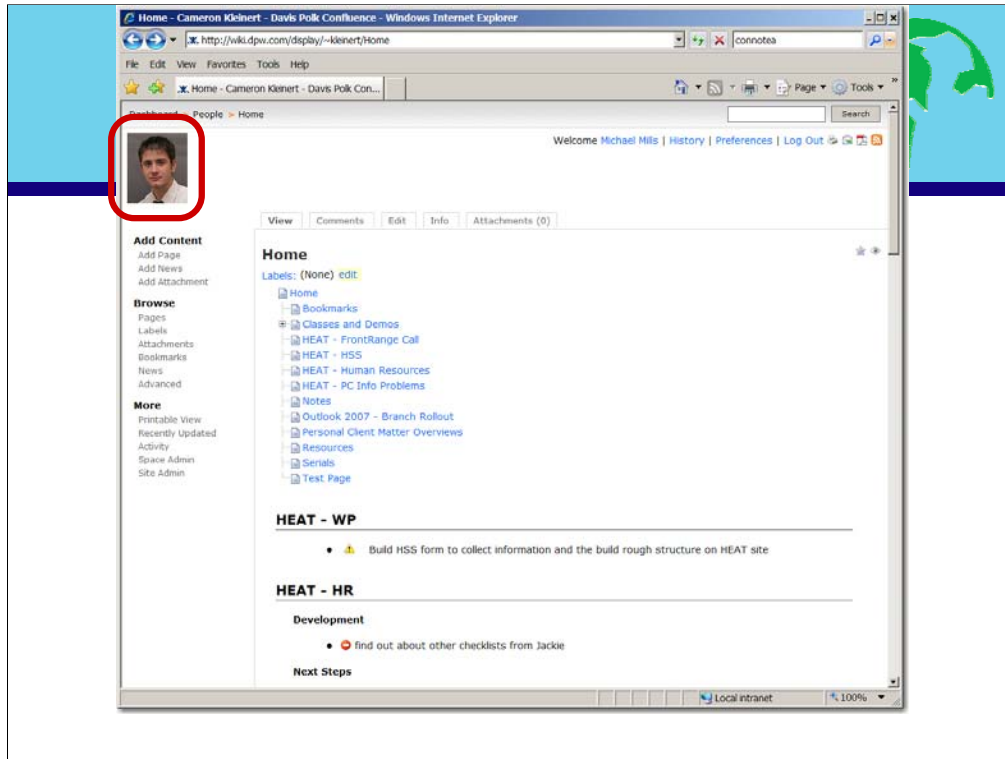 Home - Cameron Kleinert - Davis Polk Confluence - Windows Internet Explorer
http://wiki.dpw.com/display/~kleinert/Home
connotea
File Edit View Favorites Tools Help
Home - Cameron Kleinert - Davis Polk Con...
Page
Tools
Dashboard > People > Home
Search
Welcome Michael Mills | History | Preferences | Log Out
View Comments Edit Info Attachments (0)
Add Content
Add Page
Add News
Add Attachment
Browse
Pages
Labels
Attachments
Bookmarks
News
Advanced
More
Printable View
Recently Updated
Activity
Space Admin
Site Admin
Home
Labels: (None) edit
Home
Bookmarks
Classes and Demos
HEAT - FrontRange Call
HEAT - HSS
HEAT - Human Resources
HEAT - PC Info Problems
Notes
Outlook 2007 - Branch Rollout
Personal Client Matter Overviews
Resources
Serials
Test Page
HEAT - WP
• Build HSS form to collect information and the build rough structure on HEAT site
HEAT - HR
Development
• find out about other checklists from Jackie
Next Steps
Local intranet
100%